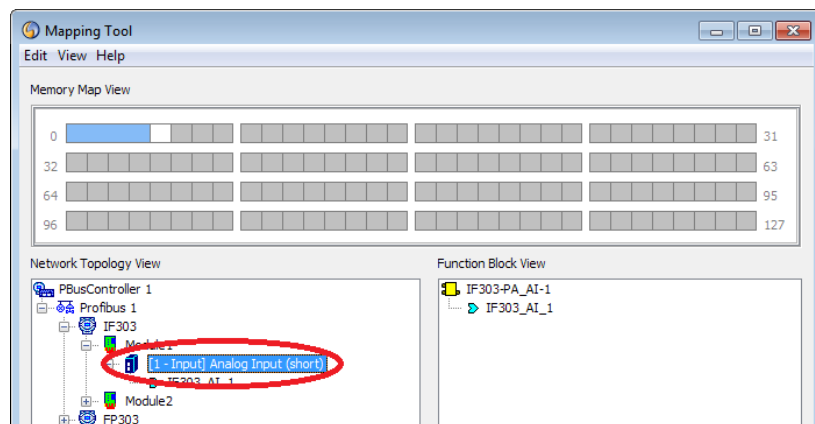 Mapping Tool
Edit View Help
Memory Map View
0 31
32 63
64 95
96 127
Network Topology View Function Block View
PBusController 1 IF303-PA_AI-1
Profibus 1 IF303_AI_1
IF303
Module1
[1 - Input] Analog Input (short)
IF303_AI_1
Module2
FP303